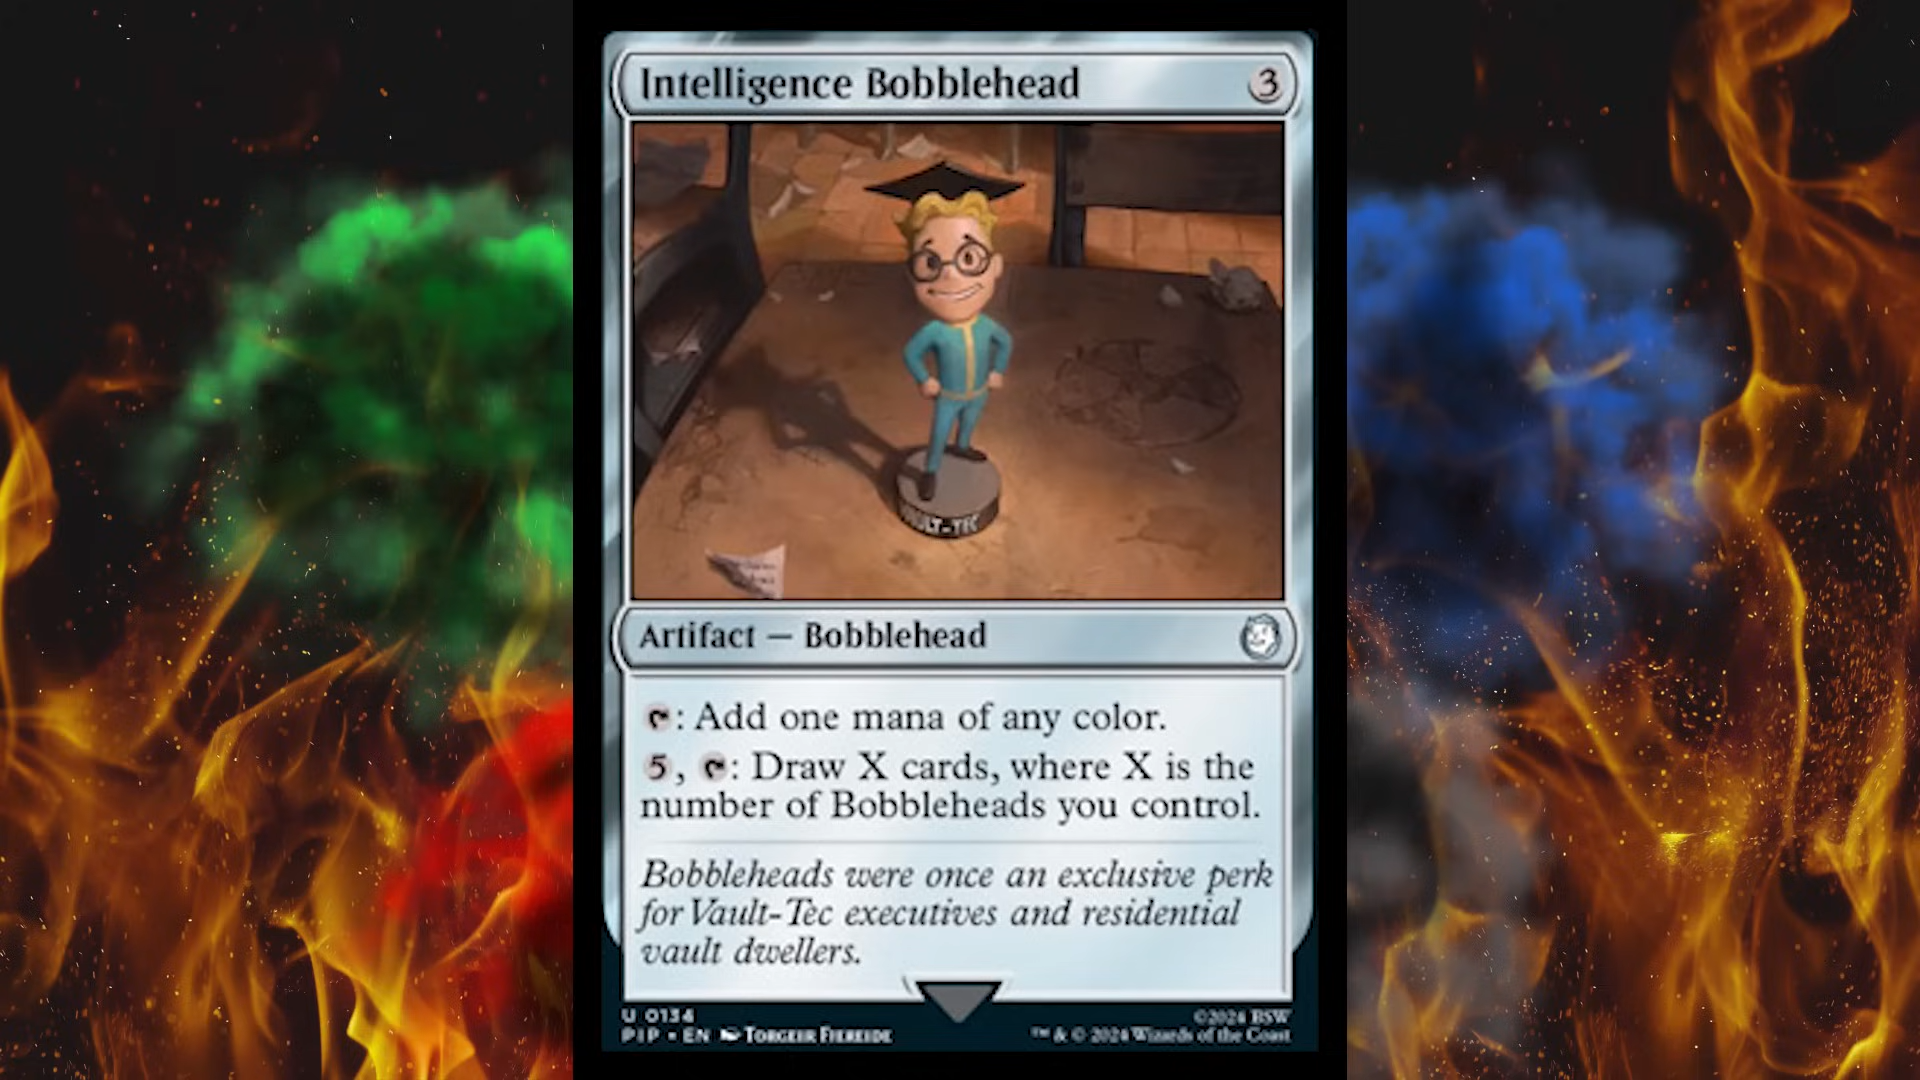 Intelligence Bobblehead 3
VAULT-TEC
Artifact — Bobblehead
: Add one mana of any color.
5, : Draw X cards, where X is the
number of Bobbleheads you control.
Bobbleheads were once an exclusive perk
for Vault-Tec executives and residential
vault dwellers.
U 0134
PIP • EN Torgeir Fjereide
©2024 BSW
™ & © 2024 Wizards of the Coast